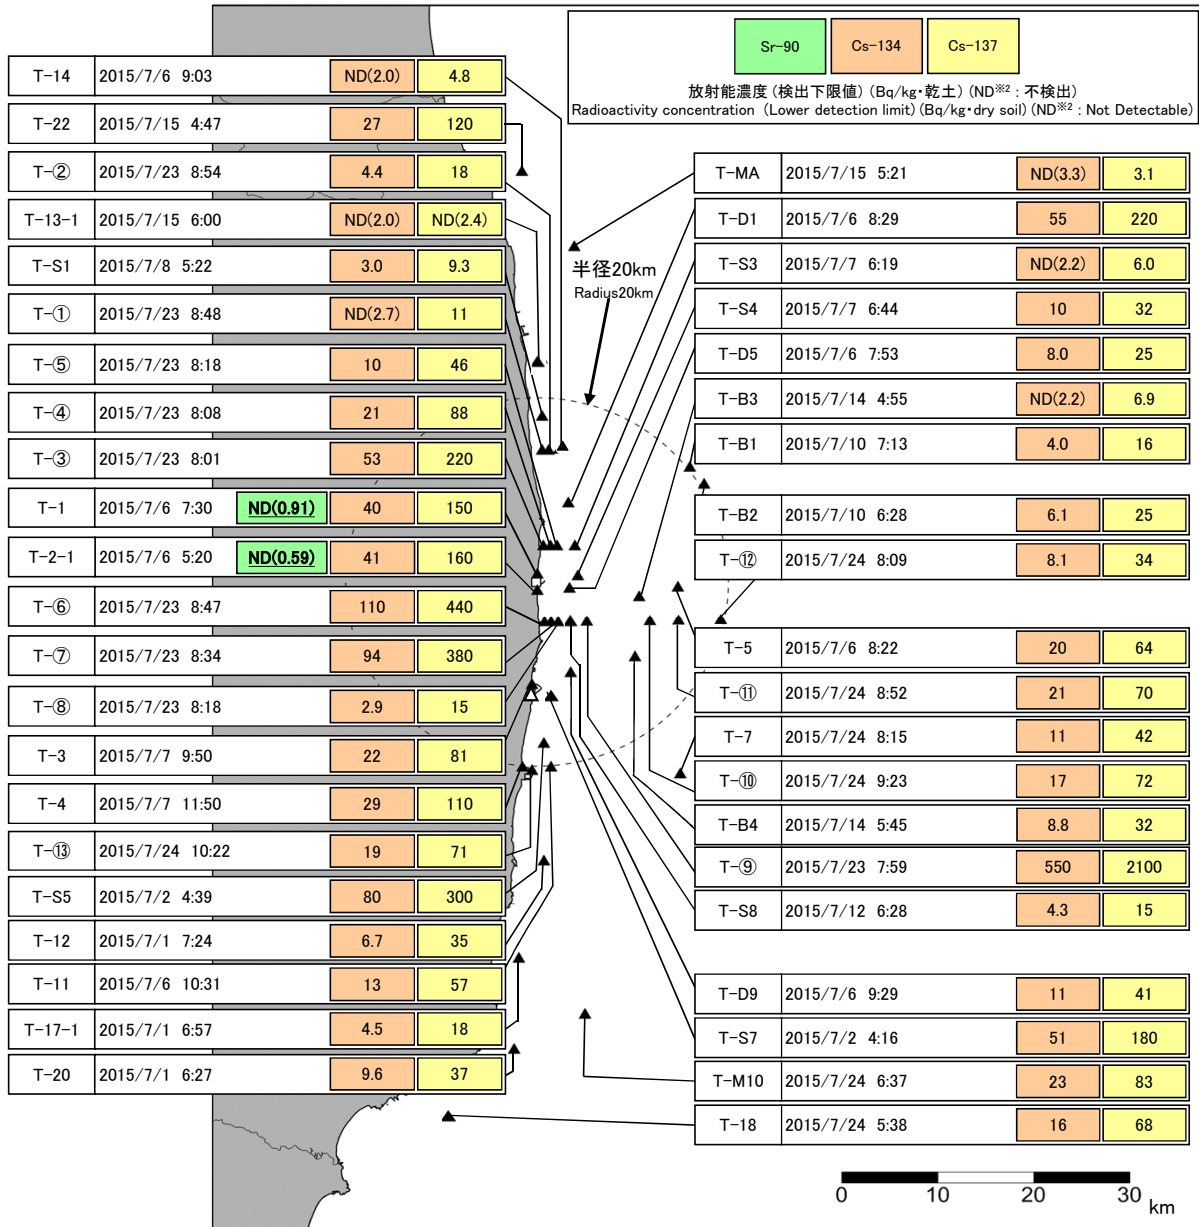 Sr-90 Cs-134 Cs-137
放射能濃度 (検出下限値) (Bq/kg・乾土) (ND※2 : 不検出)
Radioactivity concentration (Lower detection limit) (Bq/kg・dry soil) (ND※2 : Not Detectable)
T-14 2015/7/6 9:03 ND(2.0) 4.8
T-22 2015/7/15 4:47 27 120
T-② 2015/7/23 8:54 4.4 18
T-13-1 2015/7/15 6:00 ND(2.0) ND(2.4)
T-S1 2015/7/8 5:22 3.0 9.3
T-① 2015/7/23 8:48 ND(2.7) 11
T-⑤ 2015/7/23 8:18 10 46
T-④ 2015/7/23 8:08 21 88
T-③ 2015/7/23 8:01 53 220
T-1 2015/7/6 7:30 ND(0.91) 40 150
T-2-1 2015/7/6 5:20 ND(0.59) 41 160
T-⑥ 2015/7/23 8:47 110 440
T-⑦ 2015/7/23 8:34 94 380
T-⑧ 2015/7/23 8:18 2.9 15
T-3 2015/7/7 9:50 22 81
T-4 2015/7/7 11:50 29 110
T-⑬ 2015/7/24 10:22 19 71
T-S5 2015/7/2 4:39 80 300
T-12 2015/7/1 7:24 6.7 35
T-11 2015/7/6 10:31 13 57
T-17-1 2015/7/1 6:57 4.5 18
T-20 2015/7/1 6:27 9.6 37
半径20km
Radius20km
T-MA 2015/7/15 5:21 ND(3.3) 3.1
T-D1 2015/7/6 8:29 55 220
T-S3 2015/7/7 6:19 ND(2.2) 6.0
T-S4 2015/7/7 6:44 10 32
T-D5 2015/7/6 7:53 8.0 25
T-B3 2015/7/14 4:55 ND(2.2) 6.9
T-B1 2015/7/10 7:13 4.0 16
T-B2 2015/7/10 6:28 6.1 25
T-⑫ 2015/7/24 8:09 8.1 34
T-5 2015/7/6 8:22 20 64
T-⑪ 2015/7/24 8:52 21 70
T-7 2015/7/24 8:15 11 42
T-⑩ 2015/7/24 9:23 17 72
T-B4 2015/7/14 5:45 8.8 32
T-⑨ 2015/7/23 7:59 550 2100
T-S8 2015/7/12 6:28 4.3 15
T-D9 2015/7/6 9:29 11 41
T-S7 2015/7/2 4:16 51 180
T-M10 2015/7/24 6:37 23 83
T-18 2015/7/24 5:38 16 68
0 10 20 30 km